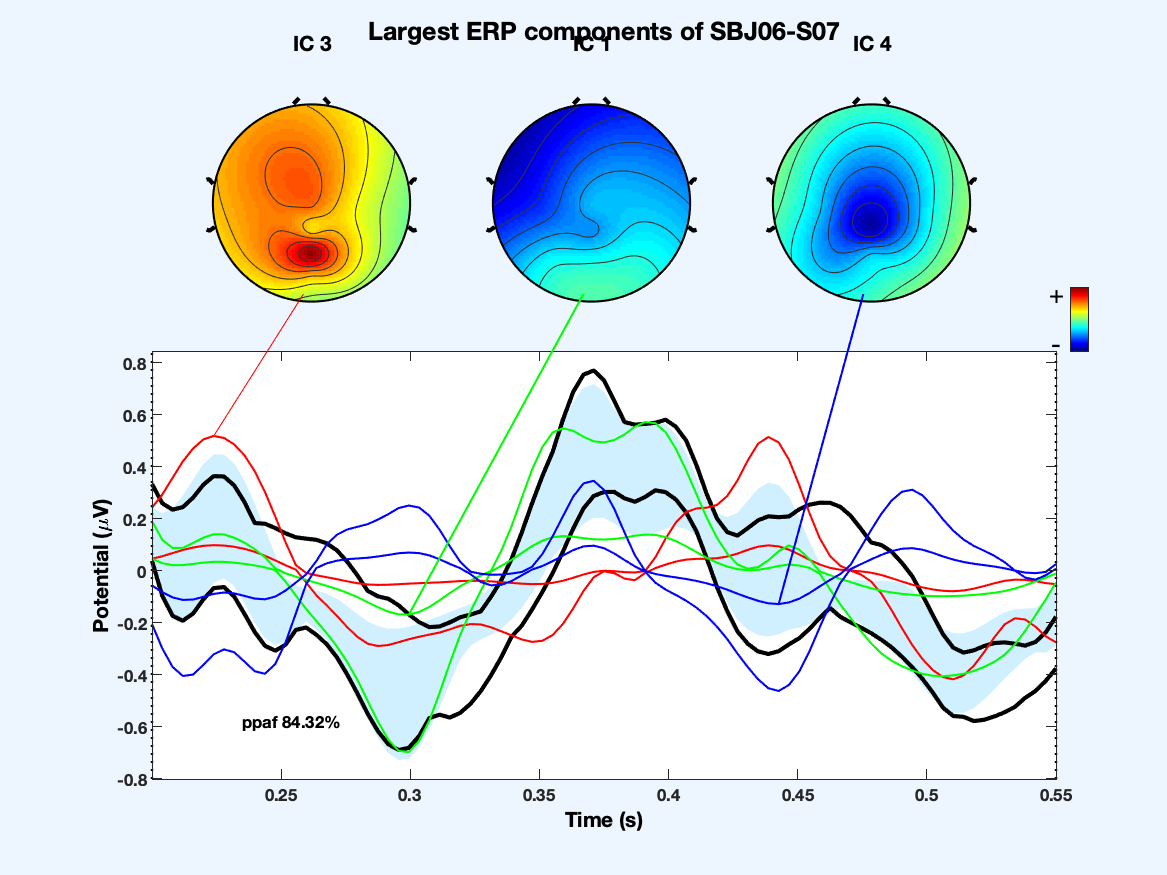 Largest ERP components of SBJ06-S07
IC 3
IC 1
IC 4
+
-
0.8
0.6
0.4
0.2
0
-0.2
-0.4
-0.6
-0.8
Potential (μV)
ppaf 84.32%
0.25
0.3
0.35
0.4
0.45
0.5
0.55
Time (s)